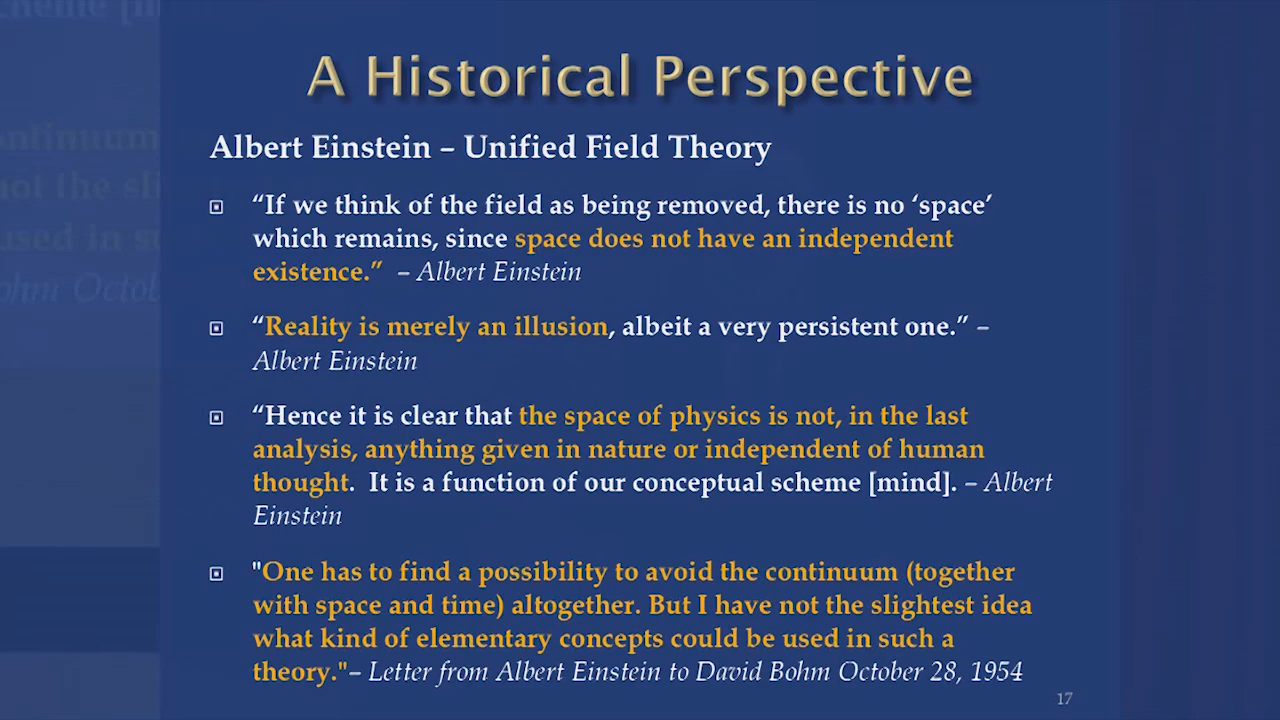 A Historical Perspective
Albert Einstein – Unified Field Theory
“If we think of the field as being removed, there is no ‘space’
which remains, since space does not have an independent
existence.” – Albert Einstein
“Reality is merely an illusion, albeit a very persistent one.” –
Albert Einstein
“Hence it is clear that the space of physics is not, in the last
analysis, anything given in nature or independent of human
thought. It is a function of our conceptual scheme [mind]. – Albert
Einstein
"One has to find a possibility to avoid the continuum (together
with space and time) altogether. But I have not the slightest idea
what kind of elementary concepts could be used in such a
theory."– Letter from Albert Einstein to David Bohm October 28, 1954
17